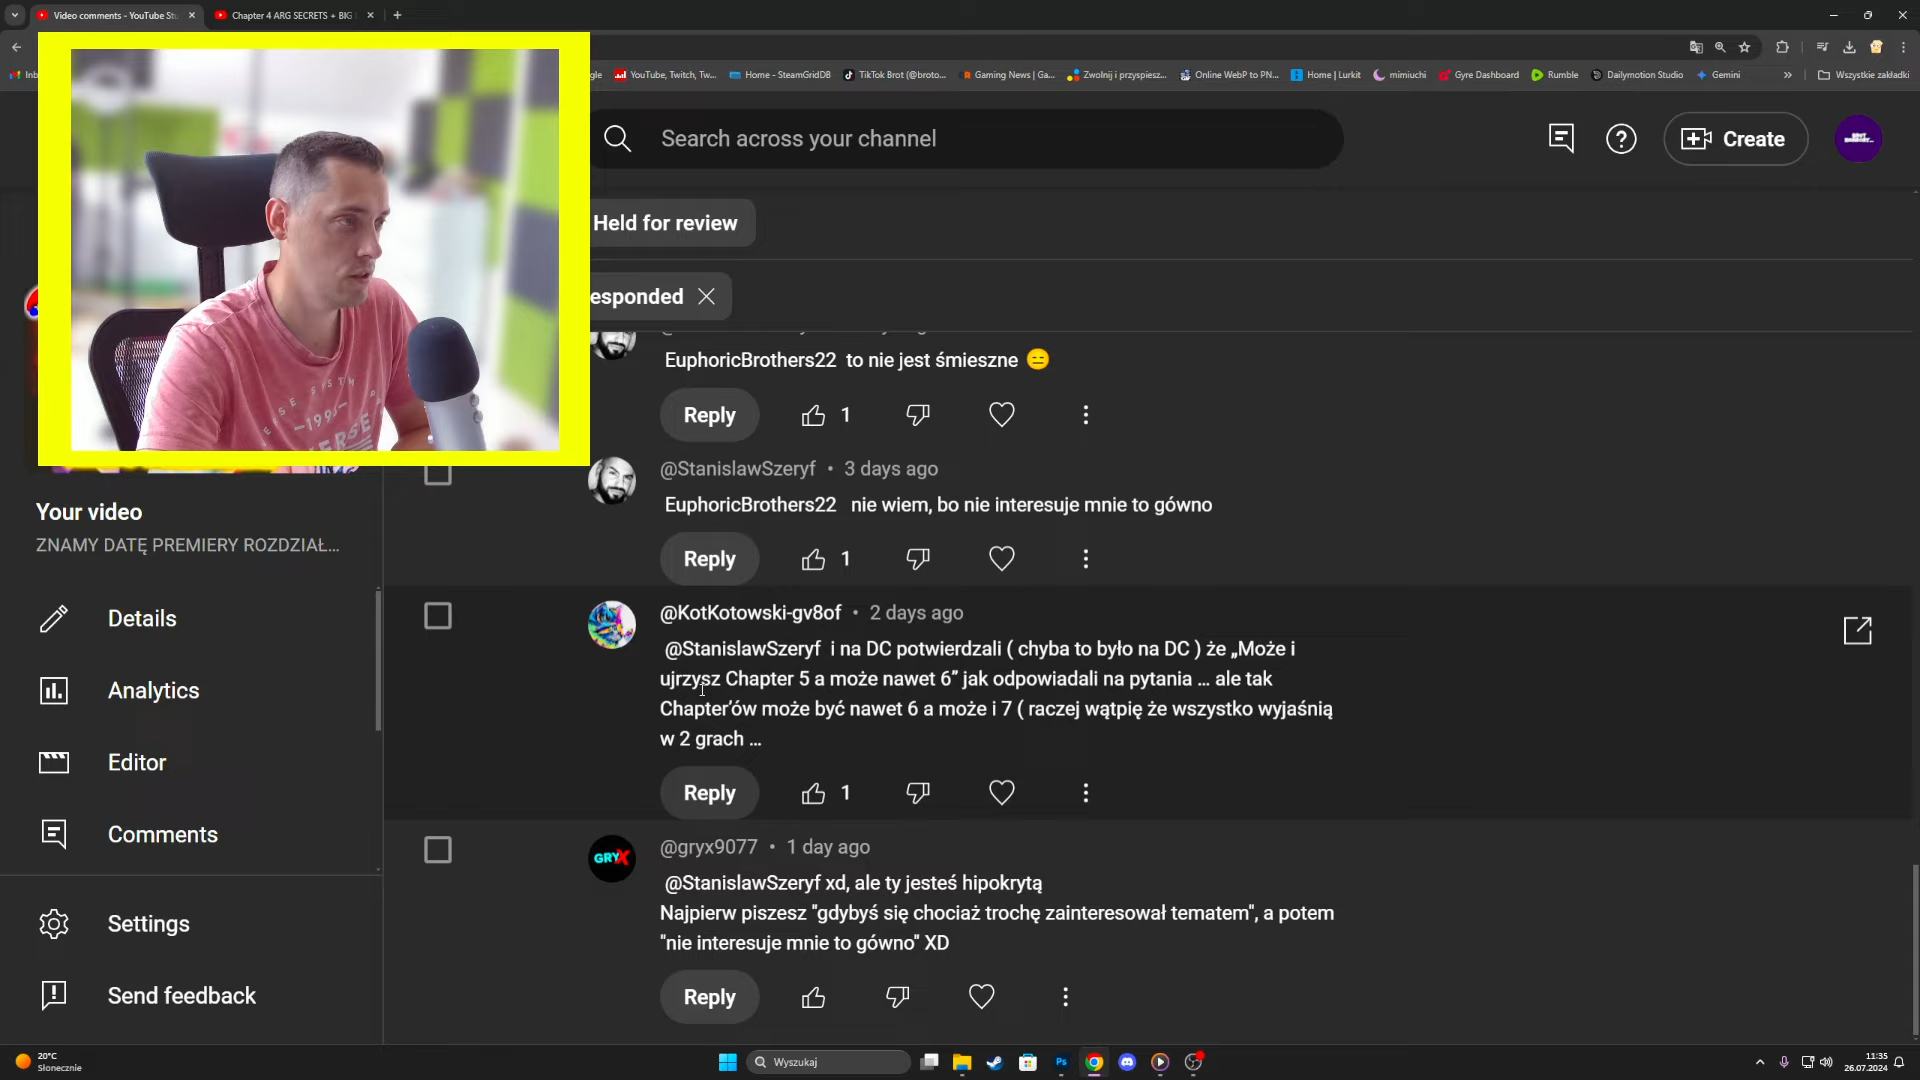 Video comments - YouTube Stu
Chapter 4 ARG SECRETS + BIG
Inb
gle
YouTube, Twitch, Tw...
Home - SteamGridDB
TikTok Brot (@broto...
Gaming News | Ga...
Zwolnij i przyspiesz...
Online WebP to PN...
Home | Lurkit
mimiuchi
Gyre Dashboard
Rumble
Dailymotion Studio
Gemini
»
Wszystkie zakładki
Search across your channel
Create
Held for review
esponded
EuphoricBrothers22 to nie jest śmieszne 😑
Reply 1
@StanislawSzeryf • 3 days ago
EuphoricBrothers22 nie wiem, bo nie interesuje mnie to gówno
Reply 1
@KotKotowski-gv8of • 2 days ago
@StanislawSzeryf i na DC potwierdzali ( chyba to było na DC ) że „Może i
ujrzysz Chapter 5 a może nawet 6” jak odpowiadali na pytania ... ale tak
Chapter’ów może być nawet 6 a może i 7 ( raczej wątpię że wszystko wyjaśnią
w 2 grach ...
Reply 1
@gryx9077 • 1 day ago
@StanislawSzeryf xd, ale ty jesteś hipokrytą
Najpierw piszesz "gdybyś się chociaż trochę zainteresował tematem", a potem
"nie interesuje mnie to gówno" XD
Reply
GRYX
Your video
ZNAMY DATĘ PREMIERY ROZDZIAŁ...
Details
Analytics
Editor
Comments
Settings
Send feedback
20°C
Słonecznie
Wyszukaj
Ps
11:35
26.07.2024